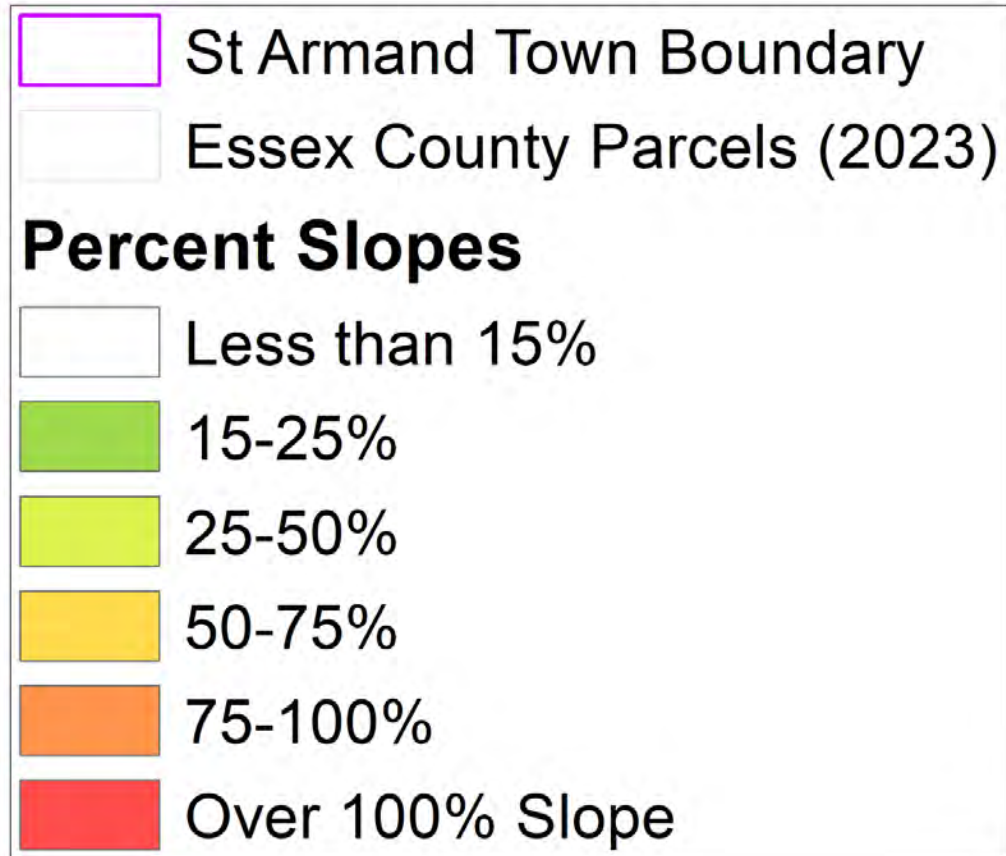 St Armand Town Boundary
Essex County Parcels (2023)
Percent Slopes
Less than 15%
15-25%
25-50%
50-75%
75-100%
Over 100% Slope